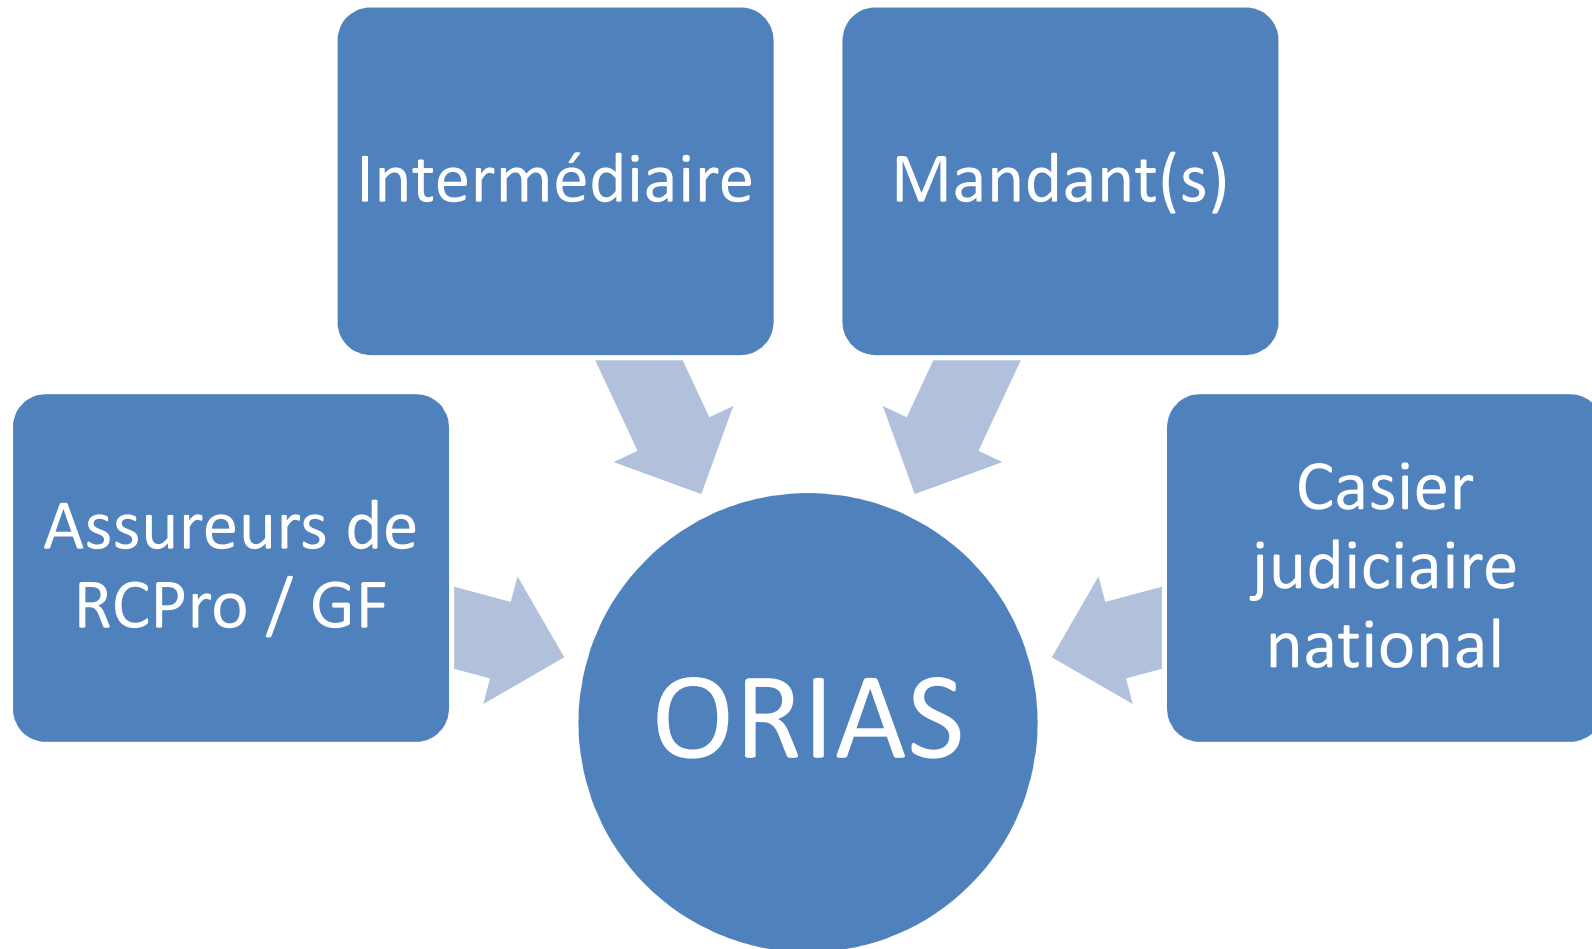 Intermédiaire
Mandant(s)
Assureurs de
RCPro / GF
Casier
judiciaire
national
ORIAS